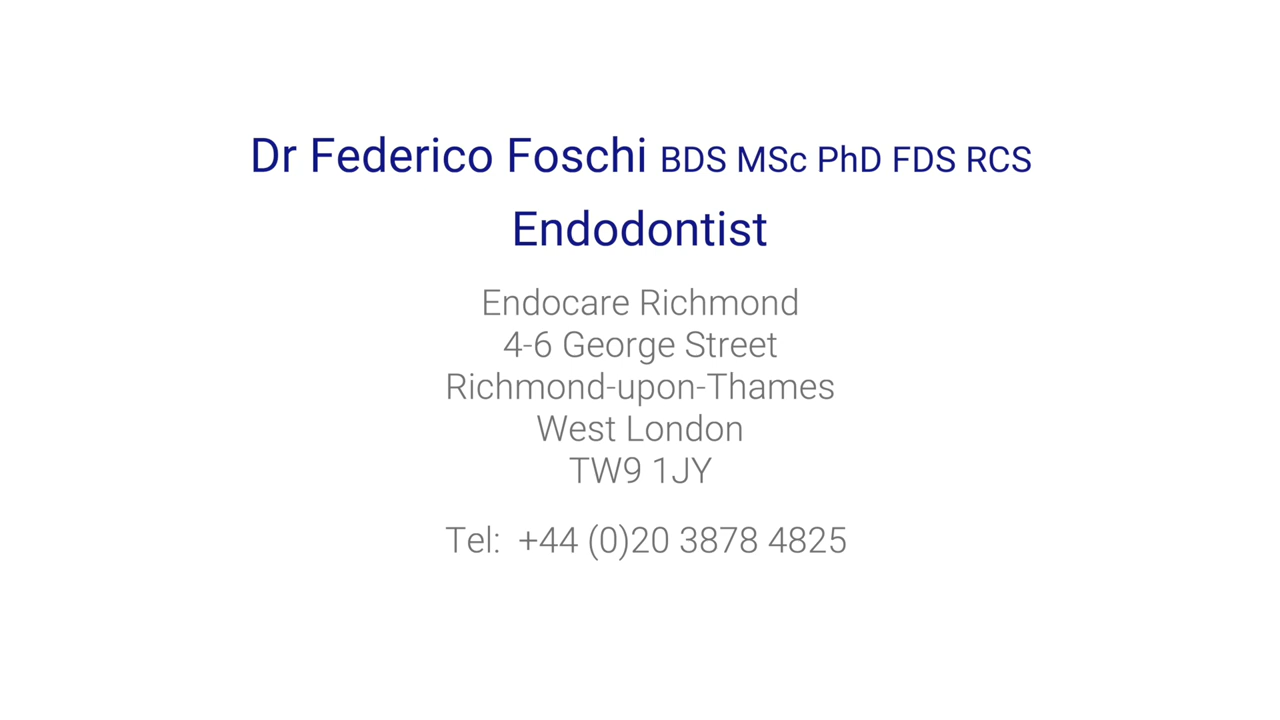 Dr Federico Foschi BDS MSc PhD FDS RCS
Endodontist
Endocare Richmond
4-6 George Street
Richmond-upon-Thames
West London
TW9 1JY
Tel: +44 (0)20 3878 4825